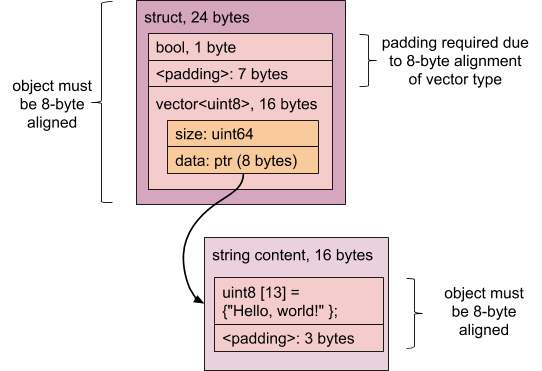 struct, 24 bytes
bool, 1 byte
<padding>: 7 bytes
vector<uint8>, 16 bytes
size: uint64
data: ptr (8 bytes)
object must
be 8-byte
aligned
padding required due
to 8-byte alignment
of vector type
string content, 16 bytes
uint8 [13] =
{"Hello, world!" };
<padding>: 3 bytes
object must
be 8-byte
aligned